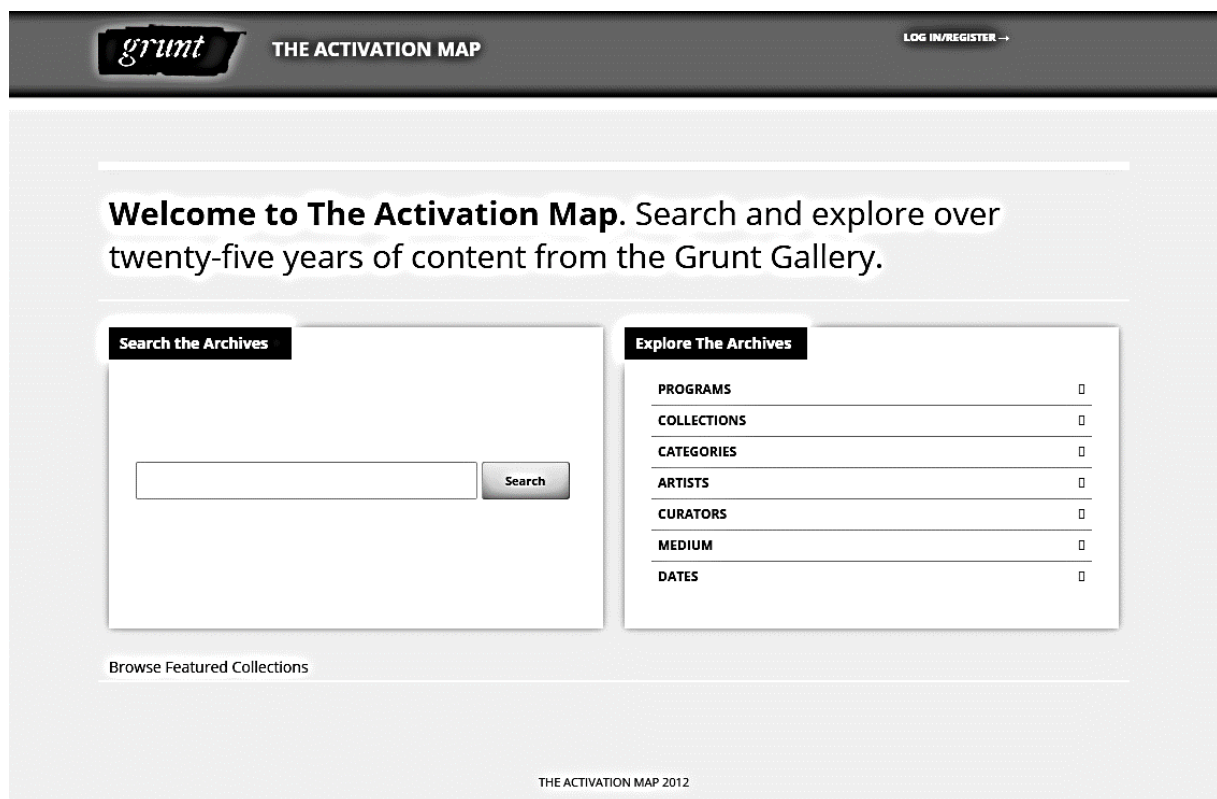 grunt
THE ACTIVATION MAP
LOG IN/REGISTER →
Welcome to The Activation Map. Search and explore over
twenty-five years of content from the Grunt Gallery.
Search the Archives
Search
Explore The Archives
PROGRAMS
COLLECTIONS
CATEGORIES
ARTISTS
CURATORS
MEDIUM
DATES
Browse Featured Collections
THE ACTIVATION MAP 2012